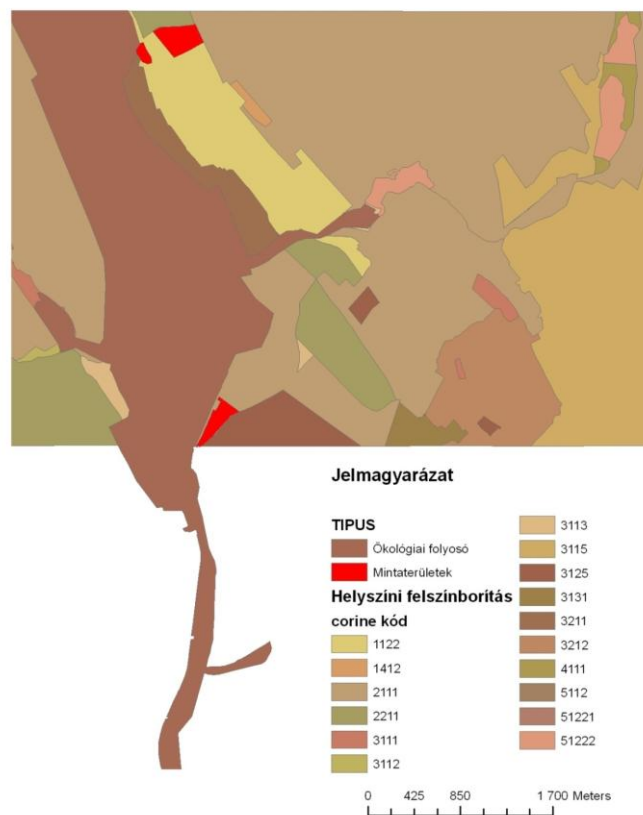 Jelmagyarázat
TIPUS
Ökológiai folyosó
Mintaterületek
Helyszíni felszínborítás
corine kód
1122
1412
2111
2211
3111
3112
3113
3115
3125
3131
3211
3212
4111
5112
51221
51222
0 425 850 1 700 Meters